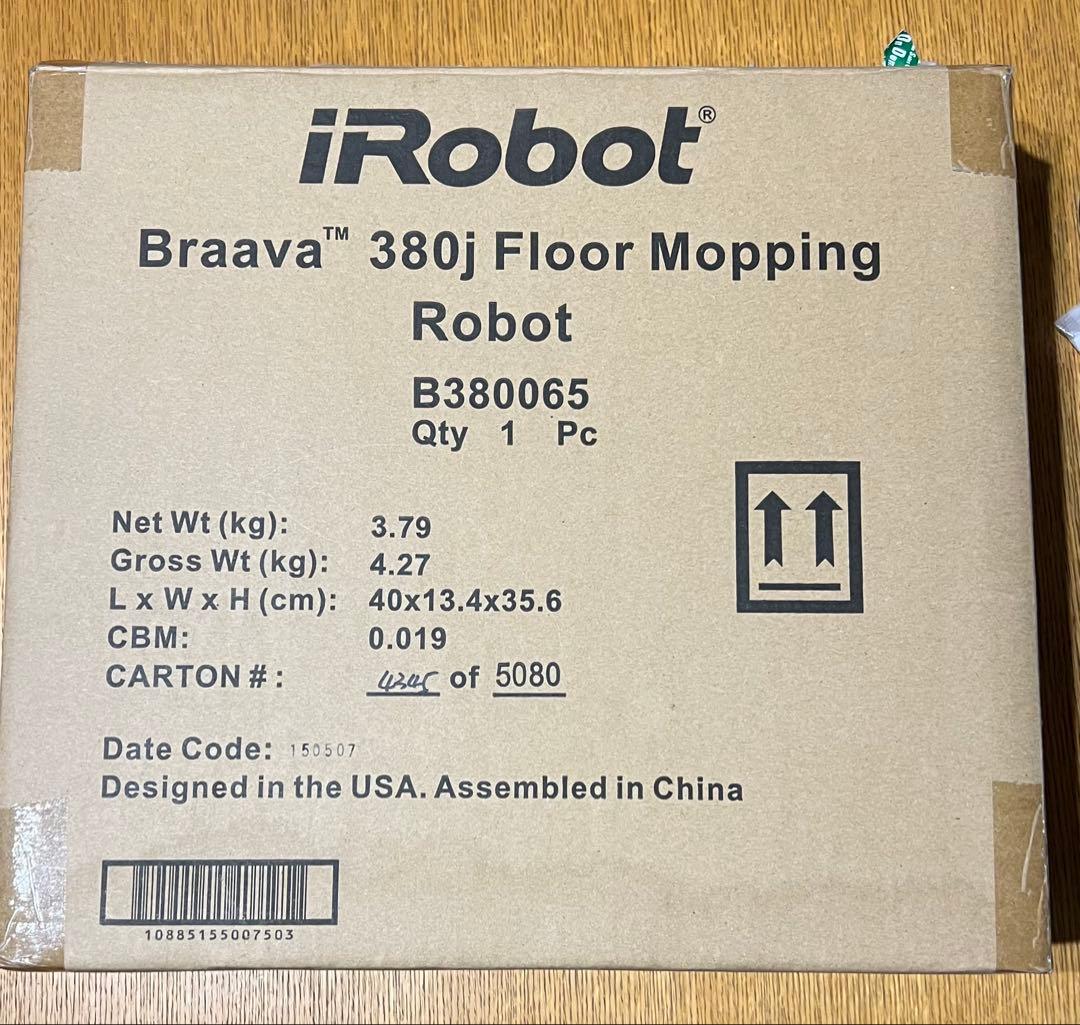 iRobot®
Braava™ 380j Floor Mopping
Robot
B380065
Qty 1 Pc
Net Wt (kg): 3.79
Gross Wt (kg): 4.27
L x W x H (cm): 40x13.4x35.6
CBM: 0.019
CARTON # : 4345 of 5080
Date Code: 150507
Designed in the USA. Assembled in China
10885155007503